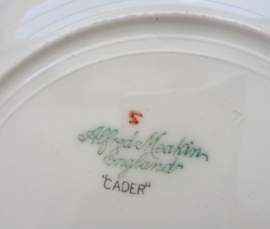 S
Alfred Meakin
England
"CADER"